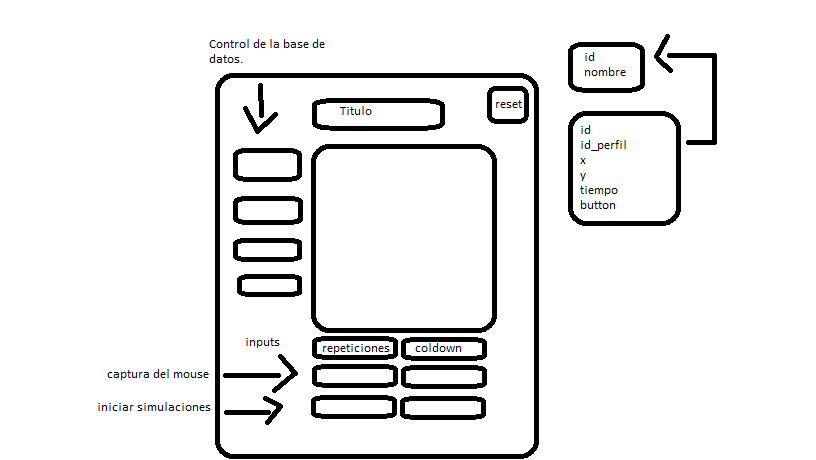 Control de la base de
datos.
Titulo
reset
inputs
repeticiones
coldown
captura del mouse
iniciar simulaciones
id
nombre
id
id_perfil
x
y
tiempo
button